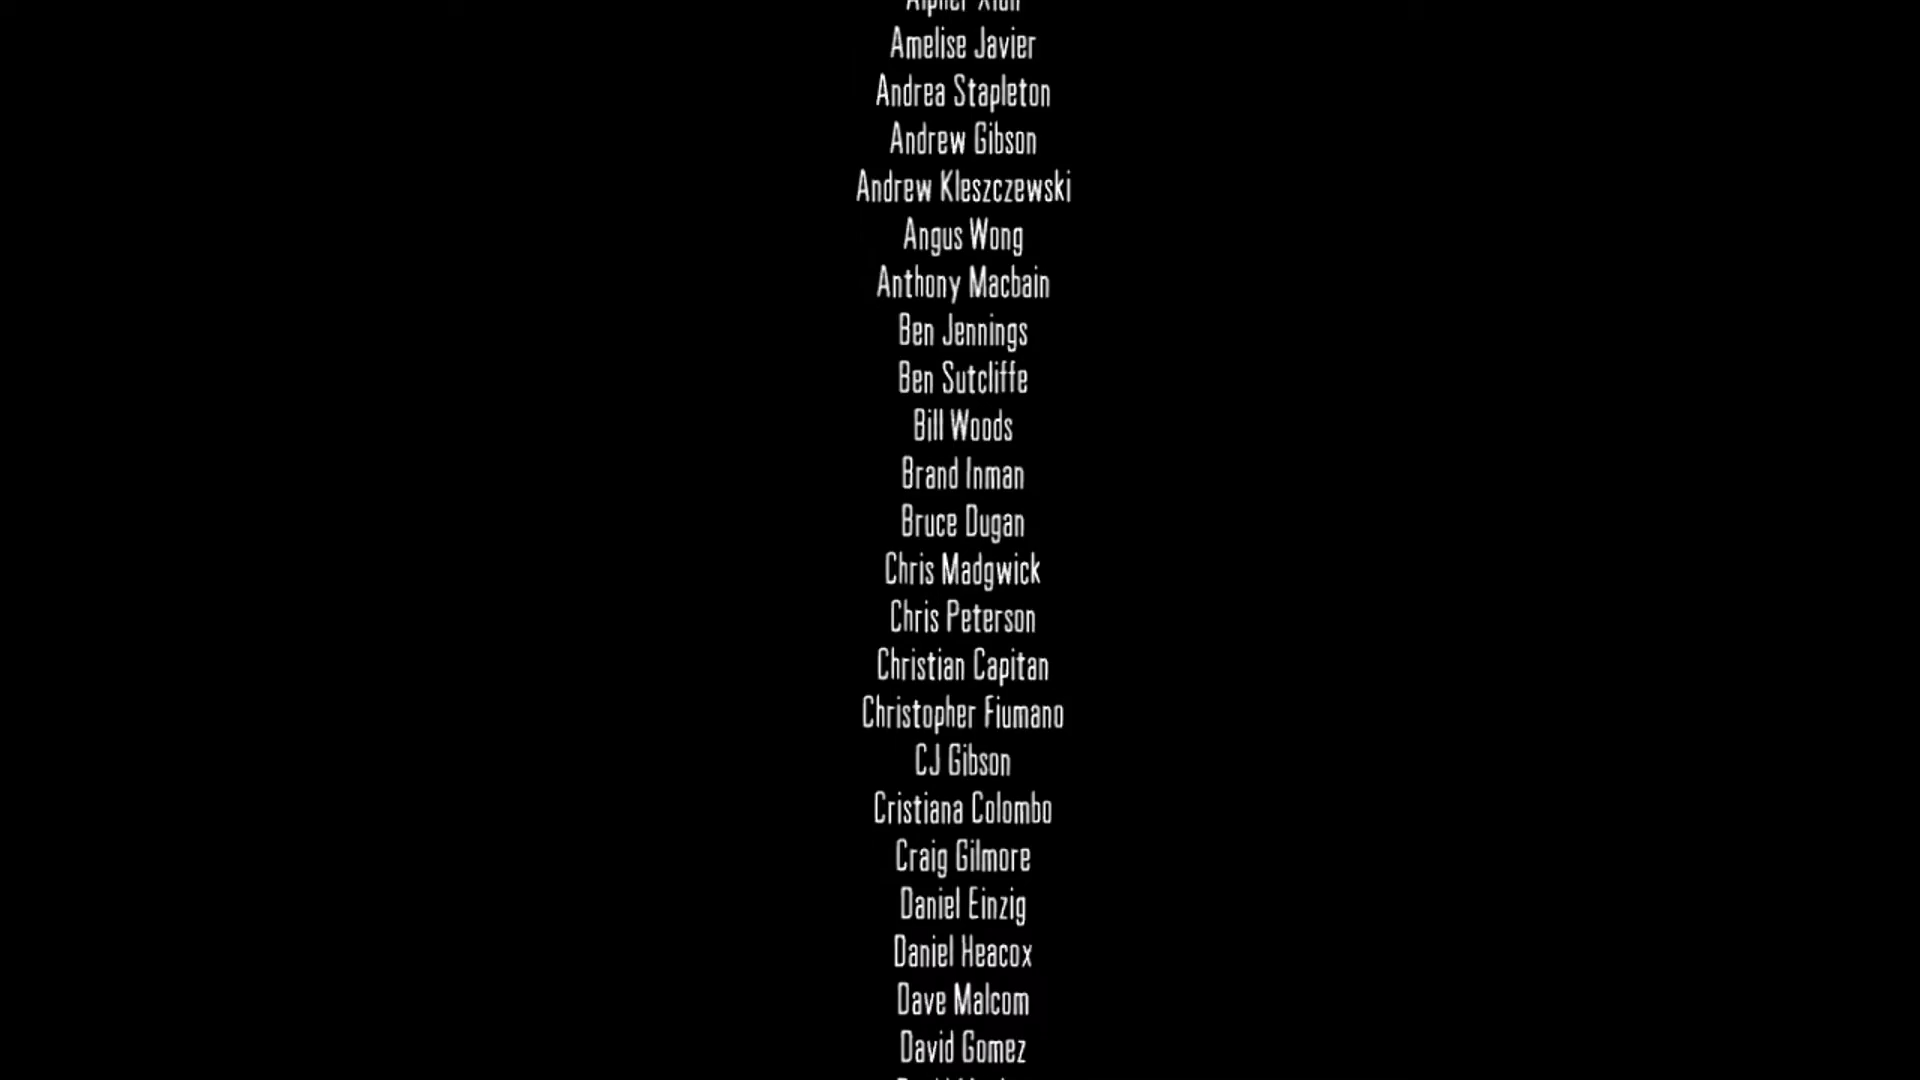 Amelise Javier
Andrea Stapleton
Andrew Gibson
Andrew Kleszczewski
Angus Wong
Anthony Macbain
Ben Jennings
Ben Sutcliffe
Bill Woods
Brand Inman
Bruce Dugan
Chris Madgwick
Chris Peterson
Christian Capitan
Christopher Fiumano
CJ Gibson
Cristiana Colombo
Craig Gilmore
Daniel Einzig
Daniel Heacox
Dave Malcom
David Gomez